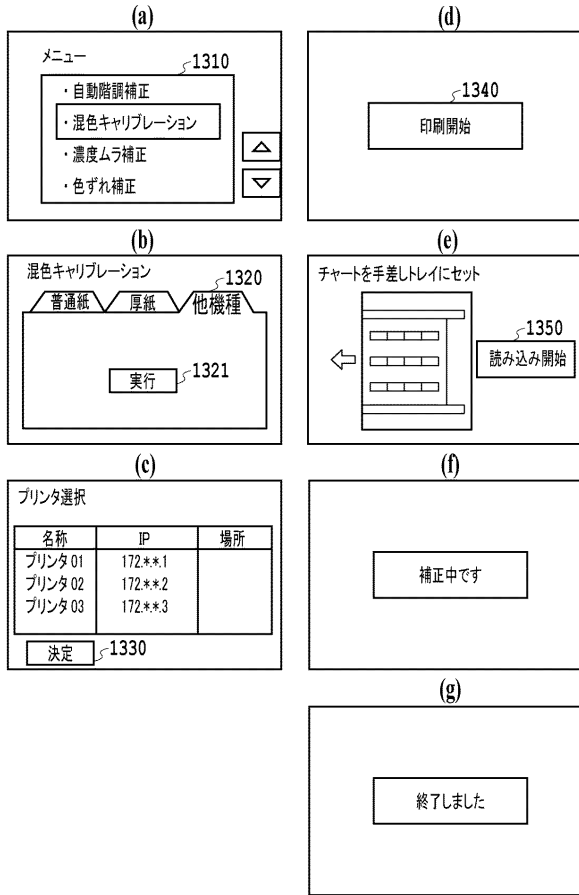 (a)
メニュー
1310
・自動階調補正
・混色キャリブレーション
・濃度ムラ補正
・色ずれ補正
(b)
混色キャリブレーション
1320
普通紙 厚紙 他機種
実行 1321
(c)
プリンタ選択
名称 IP 場所
プリンタ01 172.*.*.1
プリンタ02 172.*.*.2
プリンタ03 172.*.*.3
決定 1330
(d)
1340
印刷開始
(e)
チャートを手差しトレイにセット
1350
読み込み開始
(f)
補正中です
(g)
終了しました